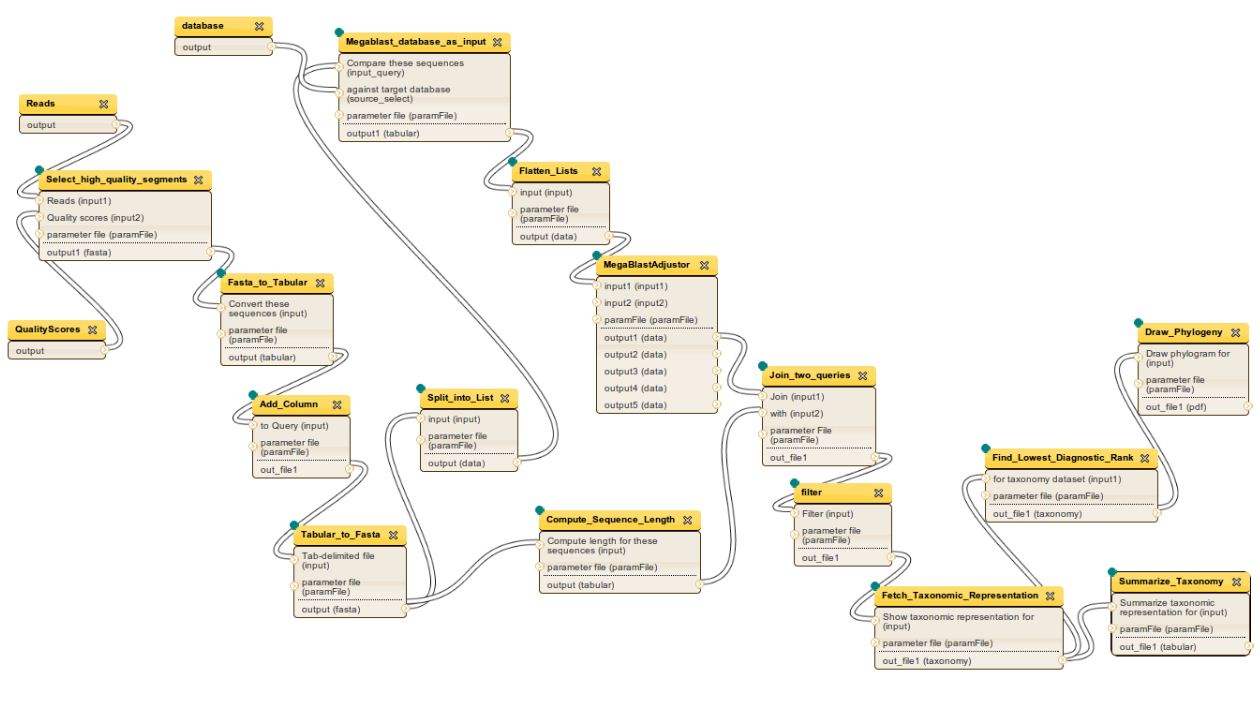 database
output
Megablast_database_as_input
Compare these sequences
(input_query)
against target database
(source_select)
parameter file (paramFile)
output1 (tabular)
Reads
output
Select_high_quality_segments
Reads (input1)
Quality scores (input2)
parameter file (paramFile)
output1 (fasta)
QualityScores
output
Fasta_to_Tabular
Convert these
sequences (input)
parameter file
(paramFile)
output (tabular)
Add_Column
to Query (input)
parameter file
(paramFile)
out_file1
Tabular_to_Fasta
Tab-delimited file
(input)
parameter file
(paramFile)
output (fasta)
Split_into_List
input (input)
parameter file
(paramFile)
output (data)
Flatten_Lists
input (input)
parameter file
(paramFile)
output (data)
MegaBlastAdjustor
input1 (input1)
input2 (input2)
paramFile (paramFile)
output1 (data)
output2 (data)
output3 (data)
output4 (data)
output5 (data)
Compute_Sequence_Length
Compute length for these
sequences (input)
parameter file (paramFile)
output (tabular)
Join_two_queries
Join (input1)
with (input2)
parameter File
(paramFile)
out_file1
filter
Filter (input)
parameter file
(paramFile)
out_file1
Fetch_Taxonomic_Representation
Show taxonomic representation for
(input)
parameter file (paramFile)
out_file1 (taxonomy)
Find_Lowest_Diagnostic_Rank
for taxonomy dataset (input1)
parameter file (paramFile)
out_file1 (taxonomy)
Draw_Phylogeny
Draw phylogram for
(input)
parameter file
(paramFile)
out_file1 (pdf)
Summarize_Taxonomy
Summarize taxonomic
representation for (input)
paramFile (paramFile)
out_file1 (tabular)